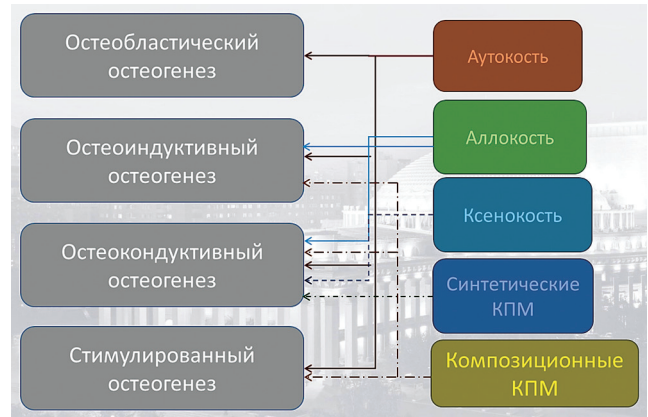 Остеобластический
остеогенез
Остеоиндуктивный
остеогенез
Остеокондуктивный
остеогенез
Стимулированный
остеогенез
Аутокость
Аллокость
Ксенокость
Синтетические
КПМ
Композиционные
КПМ